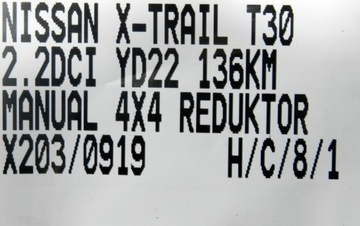 NISSAN X-TRAIL T30
2.2DCI YD22 136KM
MANUAL 4X4 REDUKTOR
X203/0919 H/C/8/1